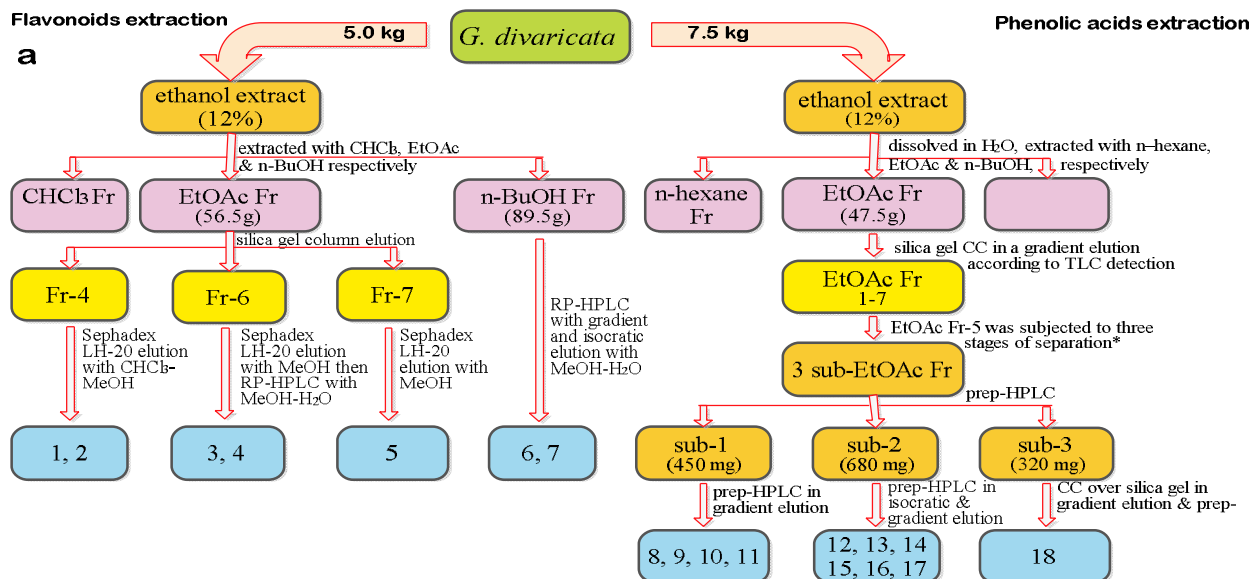 Flavonoids extraction
Phenolic acids extraction
a
5.0 kg
G. divaricata
7.5 kg
ethanol extract
(12%)
extracted with CHCl3, EtOAc
& n-BuOH respectively
CHCl3 Fr
EtOAc Fr
(56.5g)
n-BuOH Fr
(89.5g)
silica gel column elution
Fr-4
Fr-6
Fr-7
Sephadex
LH-20 elution
with CHCl3-
MeOH
Sephadex
LH-20 elution
with MeOH then
RP-HPLC with
MeOH-H2O
Sephadex
LH-20
elution with
MeOH
RP-HPLC
with gradient
and isocratic
elution with
MeOH-H2O
1, 2
3, 4
5
6, 7
ethanol extract
(12%)
dissolved in H2O, extracted with n-hexane,
EtOAc & n-BuOH, respectively
n-hexane
Fr
EtOAc Fr
(47.5g)
silica gel CC in a gradient elution
according to TLC detection
EtOAc Fr
1-7
EtOAc Fr-5 was subjected to three
stages of separation*
3 sub-EtOAc Fr
prep-HPLC
sub-1
(450 mg)
sub-2
(680 mg)
sub-3
(320 mg)
prep-HPLC in
gradient elution
prep-HPLC in
isocratic &
gradient elution
CC over silica gel in
gradient elution & prep-
8, 9, 10, 11
12, 13, 14
15, 16, 17
18